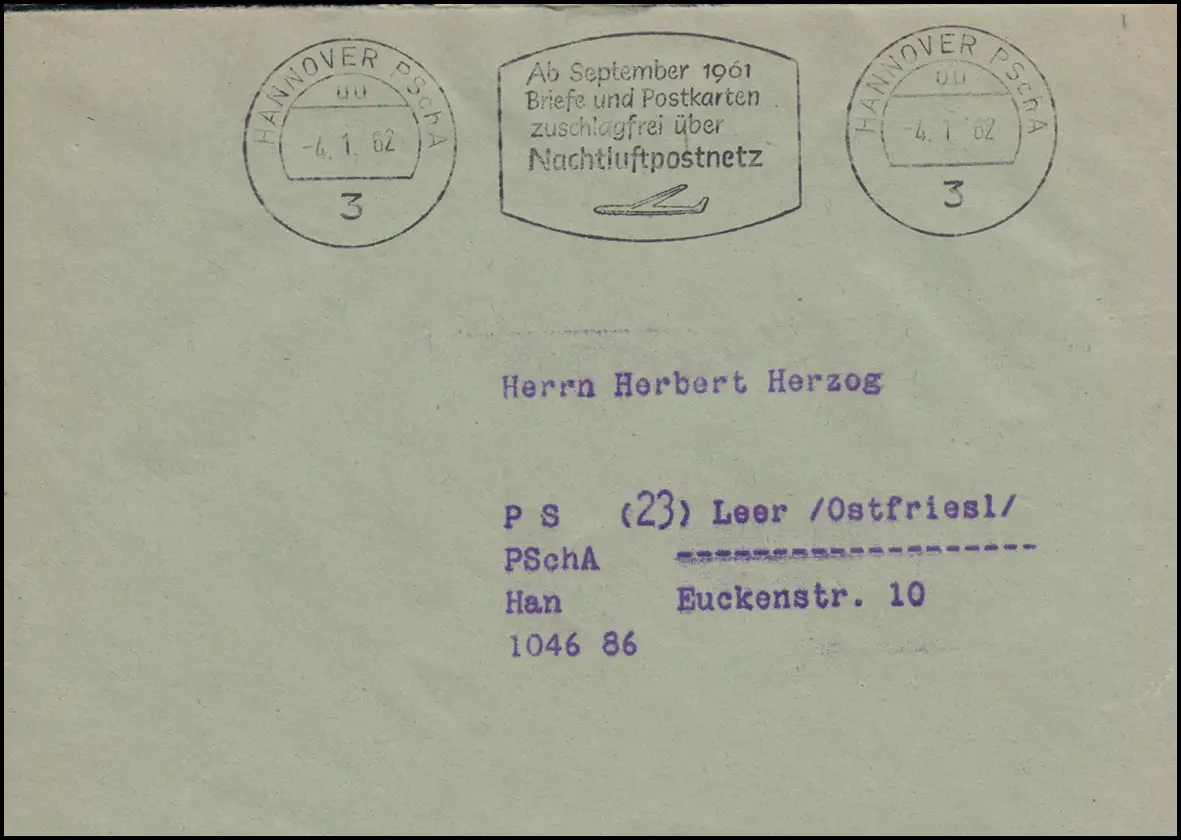 HANNOVER PSchA
-4. 1. 62
3
Ab September 1961
Briefe und Postkarten
zuschlagfrei über
Nachtluftpostnetz
HANNOVER PSchA
-4. 1. 62
3
Herrn Herbert Herzog
P S (23) Leer /Ostfriesl/
PSchA
Han Euckenstr. 10
1046 86